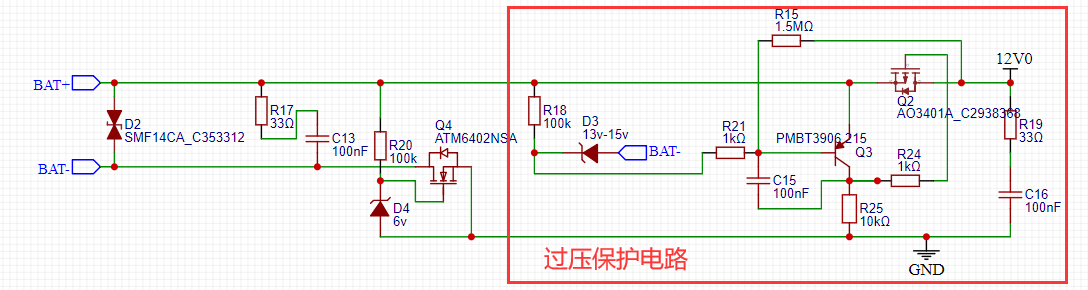 BAT+
BAT-
D2
SMF14CA_C353312
R17
33Ω
C13
100nF
R20
100k
Q4
ATM6402NSA
D4
6v
R18
100k
D3
13v-15v
BAT-
R21
1kΩ
R15
1.5MΩ
PMBT3906,215
Q3
C15
100nF
R25
10kΩ
R24
1kΩ
Q2
AO3401A_C2938368
12V0
R19
33Ω
C16
100nF
GND
过压保护电路